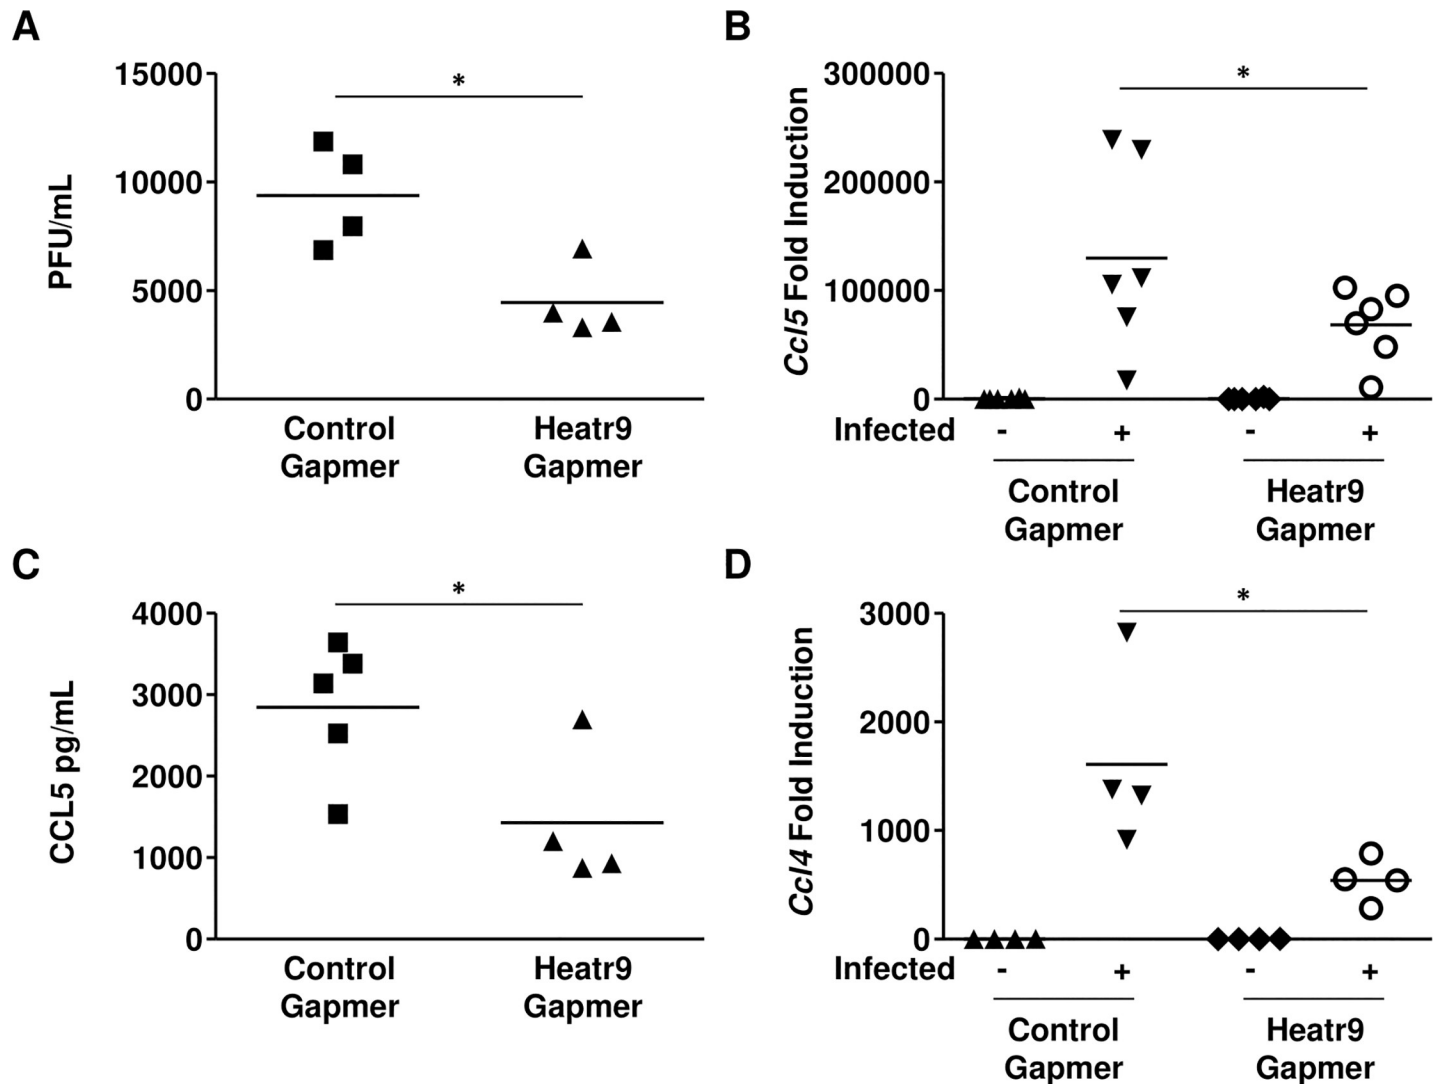 A
15000
10000
5000
0
PFU/mL
*
Control
Gapmer
Heatr9
Gapmer
B
300000
200000
100000
0
Ccl5 Fold Induction
*
Infected - + - +
Control
Gapmer
Heatr9
Gapmer
C
4000
3000
2000
1000
0
CCL5 pg/mL
*
Control
Gapmer
Heatr9
Gapmer
D
3000
2000
1000
0
Ccl4 Fold Induction
*
Infected - + - +
Control
Gapmer
Heatr9
Gapmer